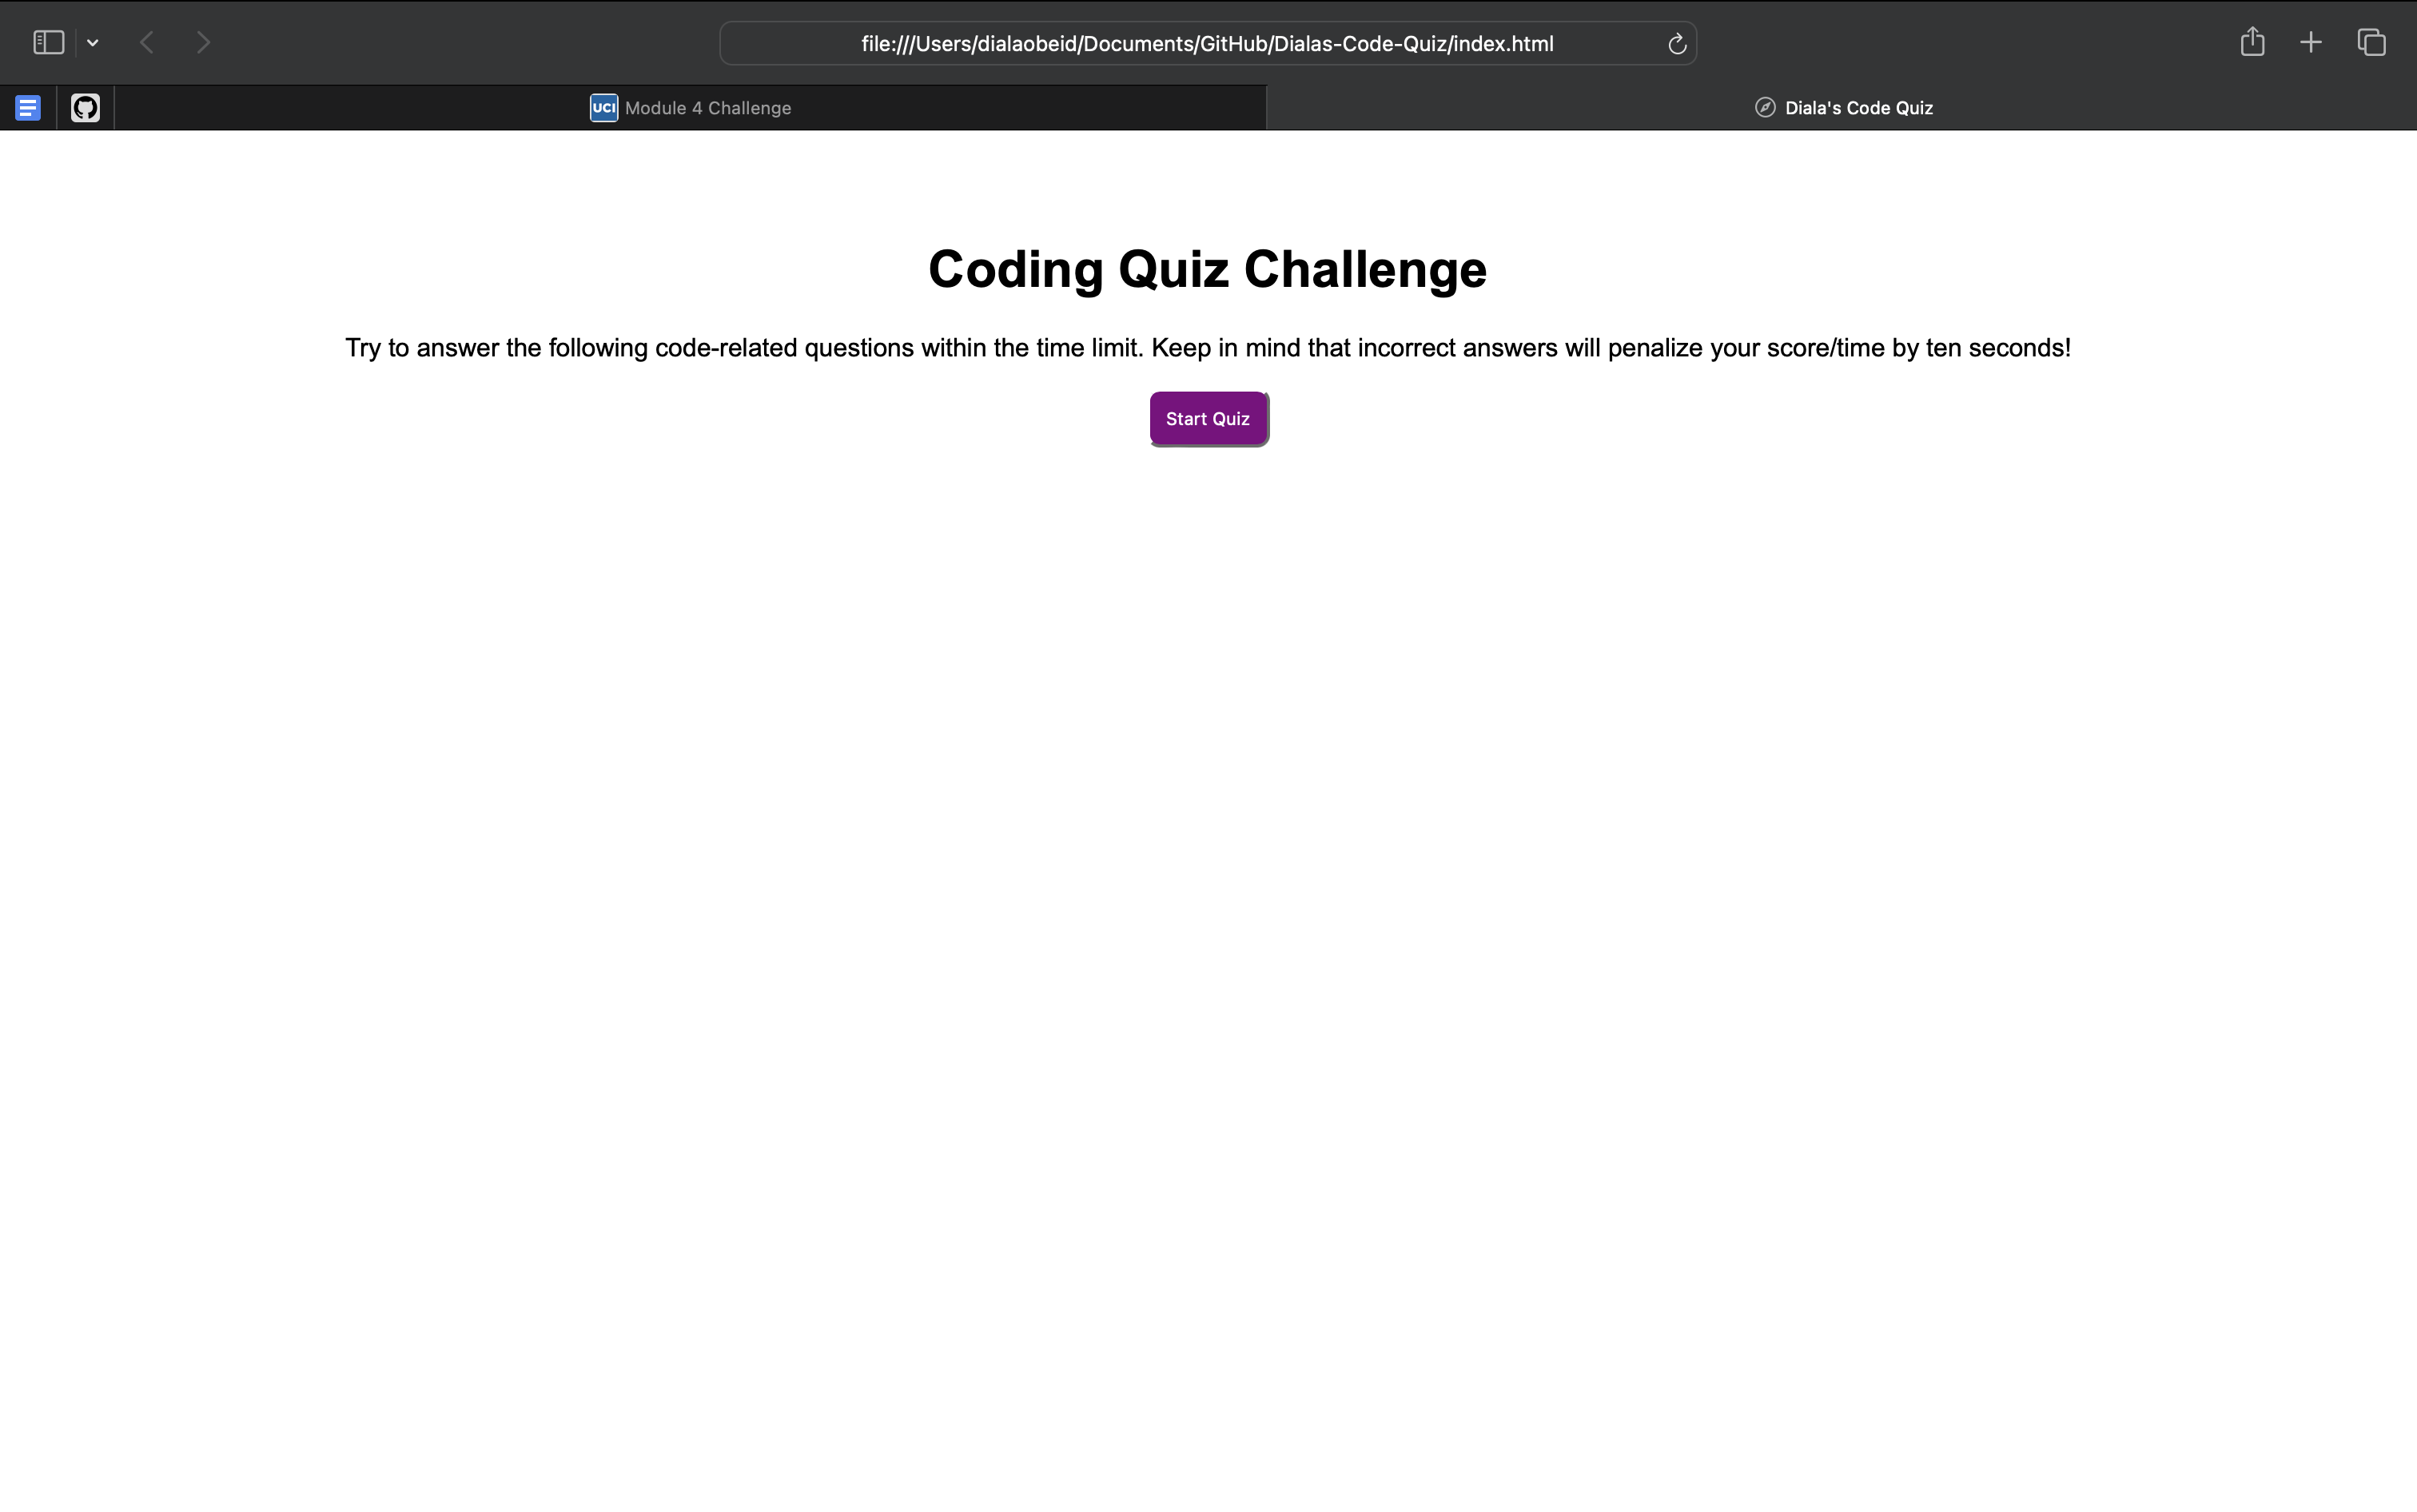 file:///Users/dialaobeid/Documents/GitHub/Dialas-Code-Quiz/index.html
UCI Module 4 Challenge
Diala's Code Quiz
Coding Quiz Challenge
Try to answer the following code-related questions within the time limit. Keep in mind that incorrect answers will penalize your score/time by ten seconds!
Start Quiz